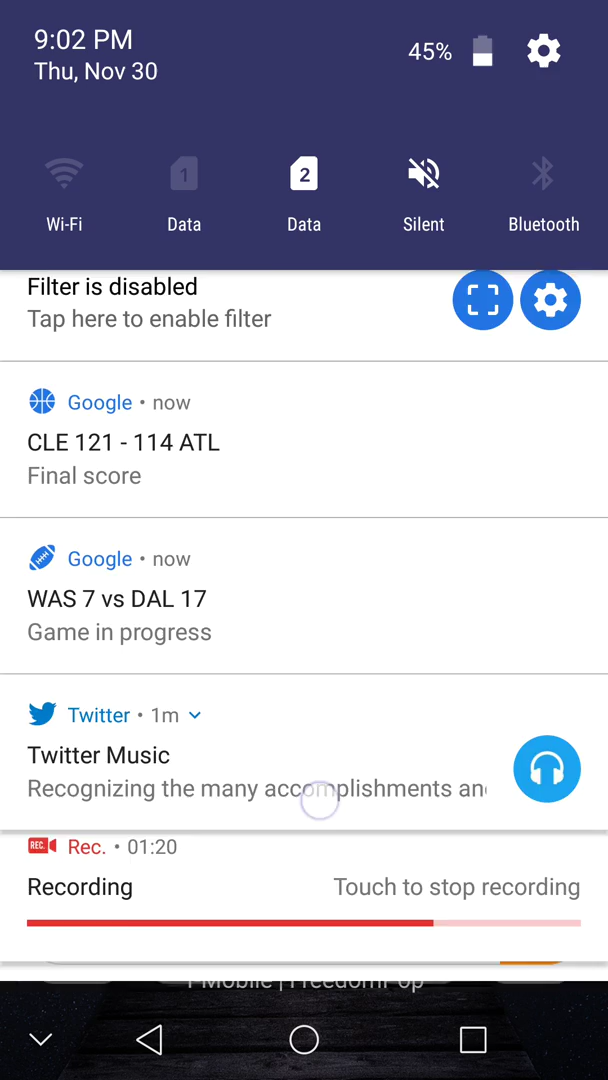 9:02 PM
45%
Thu, Nov 30
1
2
Wi-Fi
Data
Data
Silent
Bluetooth
Filter is disabled
Tap here to enable filter
Google • now
CLE 121 - 114 ATL
Final score
Google • now
WAS 7 vs DAL 17
Game in progress
Twitter • 1m
Twitter Music
Recognizing the many accomplishments an
REC. Rec. • 01:20
Recording
Touch to stop recording